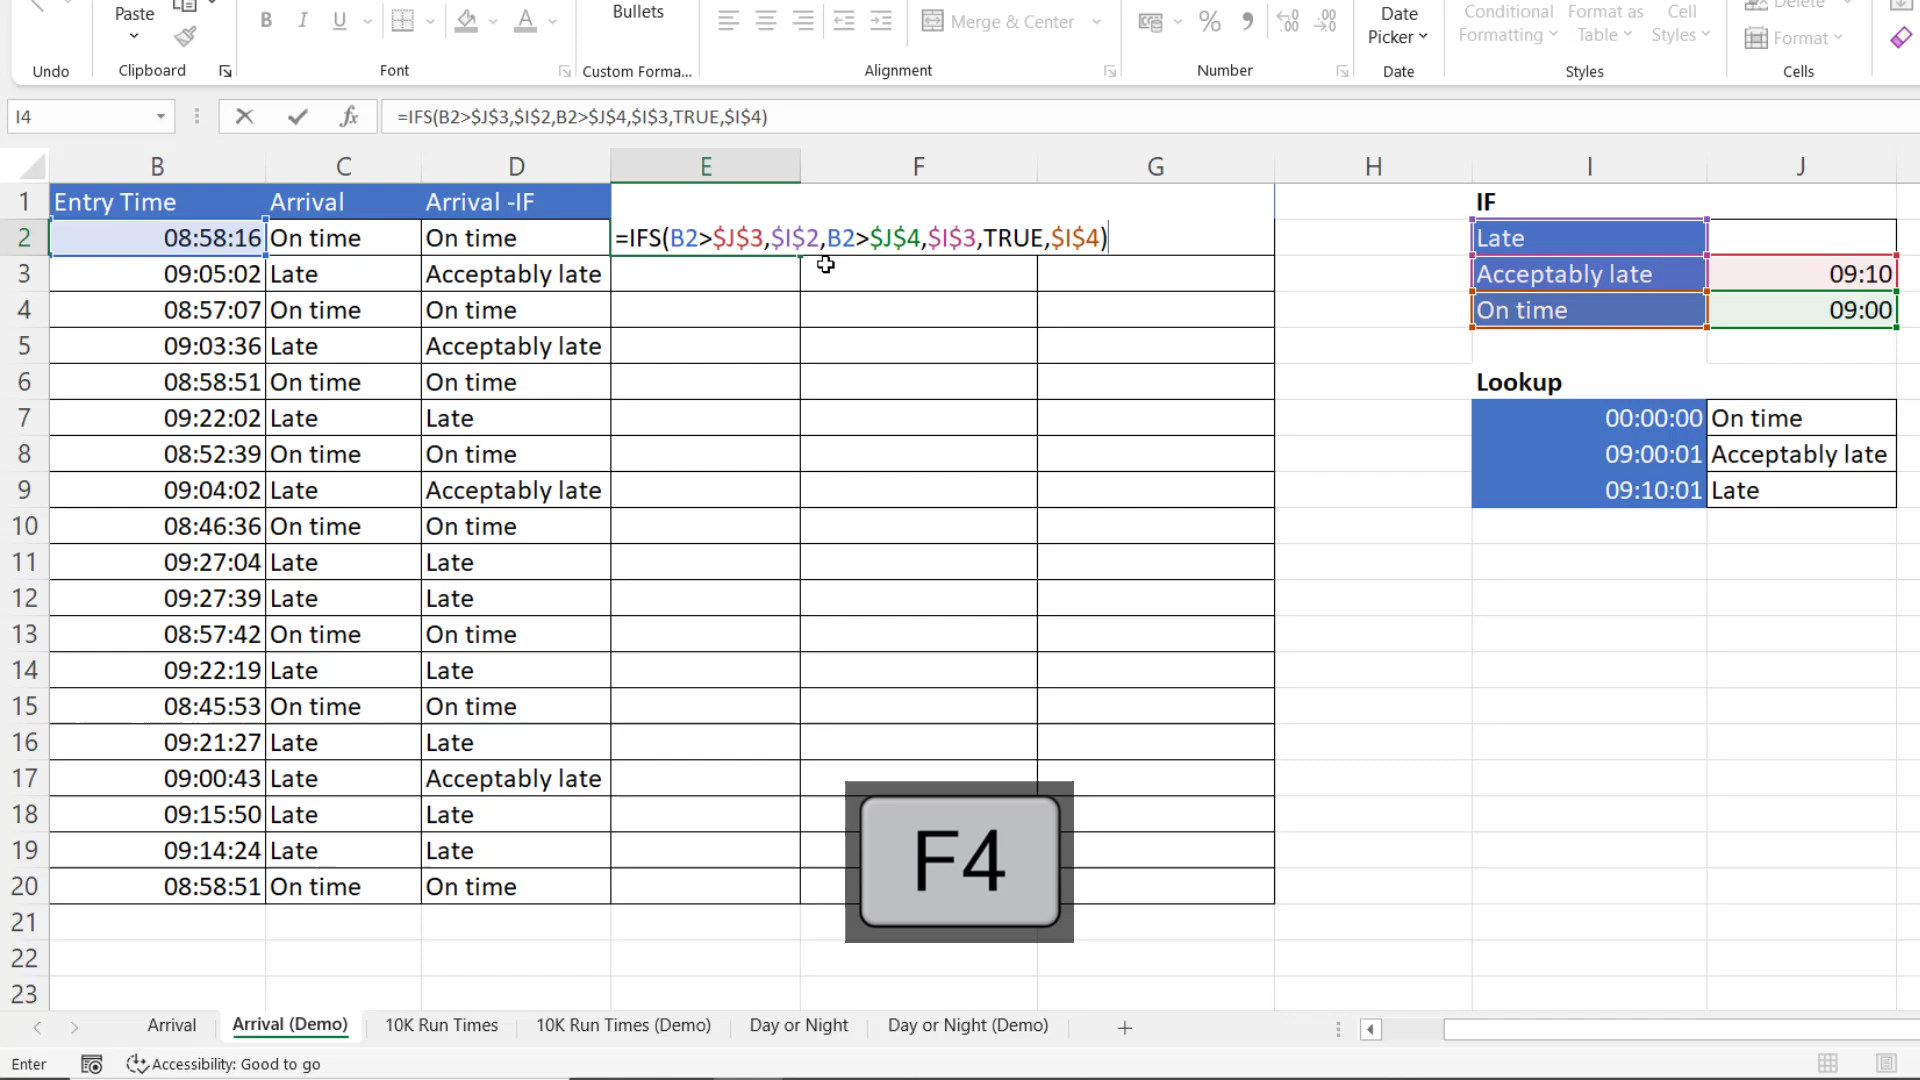 Paste
Bullets
Merge & Center
Date
Picker
Conditional
Formatting
Format as
Table
Cell
Styles
Delete
Format
Undo
Clipboard
Font
Custom Forma...
Alignment
Number
Date
Styles
Cells
I4
=IFS(B2>$J$3,$I$2,B2>$J$4,$I$3,TRUE,$I$4)
B C D E F G H I J
1 Entry Time Arrival Arrival -IF IF
2 08:58:16 On time On time =IFS(B2>$J$3,$I$2,B2>$J$4,$I$3,TRUE,$I$4) Late
3 09:05:02 Late Acceptably late Acceptably late 09:10
4 08:57:07 On time On time On time 09:00
5 09:03:36 Late Acceptably late
6 08:58:51 On time On time Lookup
7 09:22:02 Late Late 00:00:00 On time
8 08:52:39 On time On time 09:00:01 Acceptably late
9 09:04:02 Late Acceptably late 09:10:01 Late
10 08:46:36 On time On time
11 09:27:04 Late Late
12 09:27:39 Late Late
13 08:57:42 On time On time
14 09:22:19 Late Late
15 08:45:53 On time On time
16 09:21:27 Late Late
17 09:00:43 Late Acceptably late
18 09:15:50 Late Late
19 09:14:24 Late Late
20 08:58:51 On time On time
21
22
23
F4
Arrival Arrival (Demo) 10K Run Times 10K Run Times (Demo) Day or Night Day or Night (Demo)
Enter Accessibility: Good to go